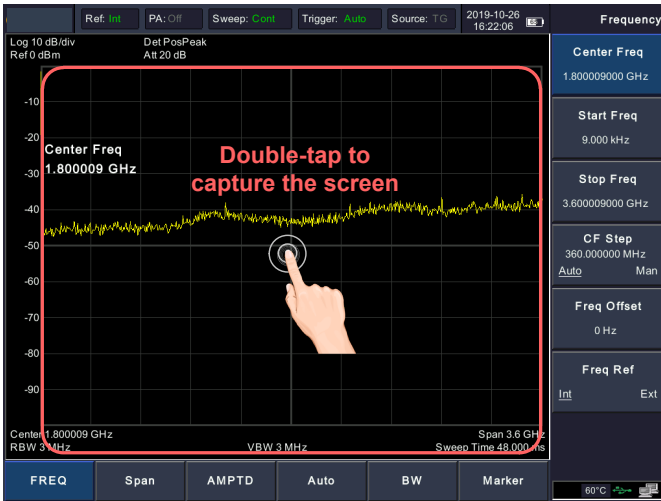 Ref: Int PA: Off Sweep: Cont Trigger: Auto Source: TG 2019-10-26
16:22:06
Frequency
Log 10 dB/div Det PosPeak
Ref 0 dBm Att 20 dB
-10
-20
-30
-40
-50
-60
-70
-80
-90
Center Freq
1.800009 GHz
Double-tap to
capture the screen
Center 1.800009 GHz Span 3.6 GHz
RBW 3 MHz VBW 3 MHz Sweep Time 48.000 ms
Center Freq
1.800009000 GHz
Start Freq
9.000 kHz
Stop Freq
3.600009000 GHz
CF Step
360.000000 MHz
Auto Man
Freq Offset
0 Hz
Freq Ref
Int Ext
FREQ Span AMPTD Auto BW Marker
60°C